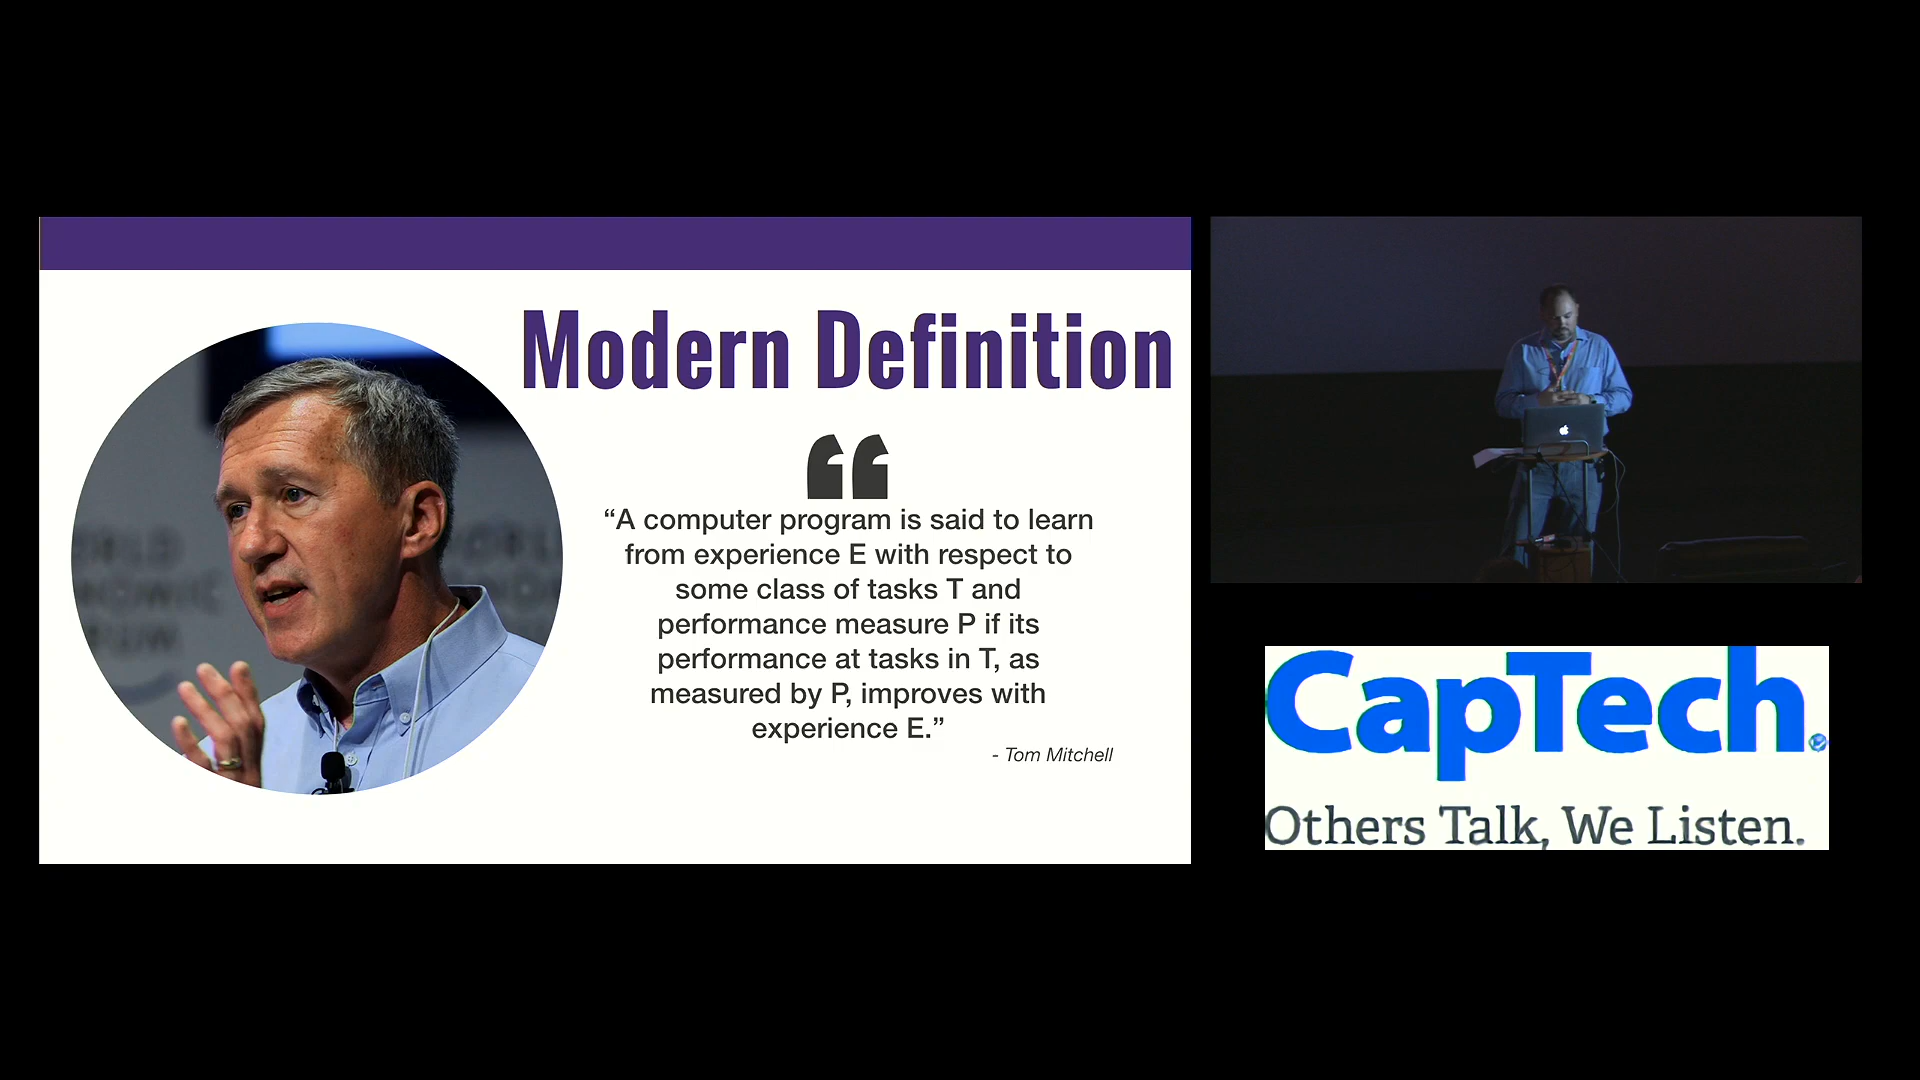 Modern Definition
“A computer program is said to learn
from experience E with respect to
some class of tasks T and
performance measure P if its
performance at tasks in T, as
measured by P, improves with
experience E.”
- Tom Mitchell
CapTech
Others Talk, We Listen.